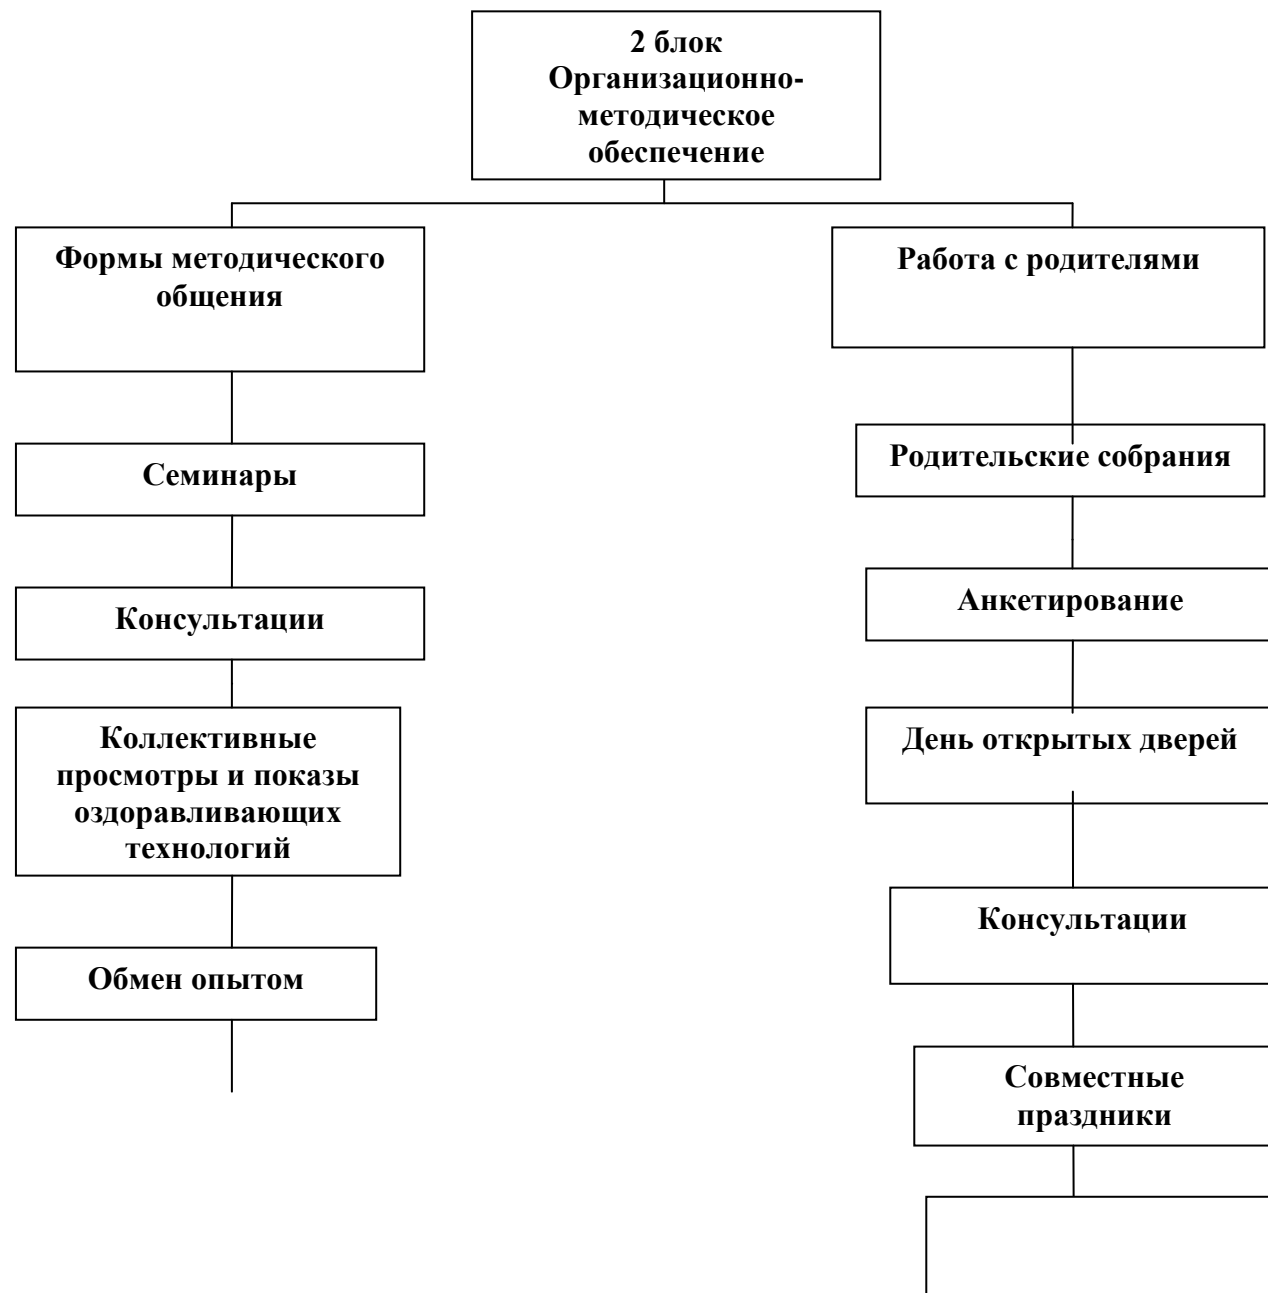 2 блок
Организационно-
методическое
обеспечение
Формы методического
общения
Семинары
Консультации
Коллективные
просмотры и показы
оздоравливающих
технологий
Обмен опытом
Работа с родителями
Родительские собрания
Анкетирование
День открытых дверей
Консультации
Совместные
праздники